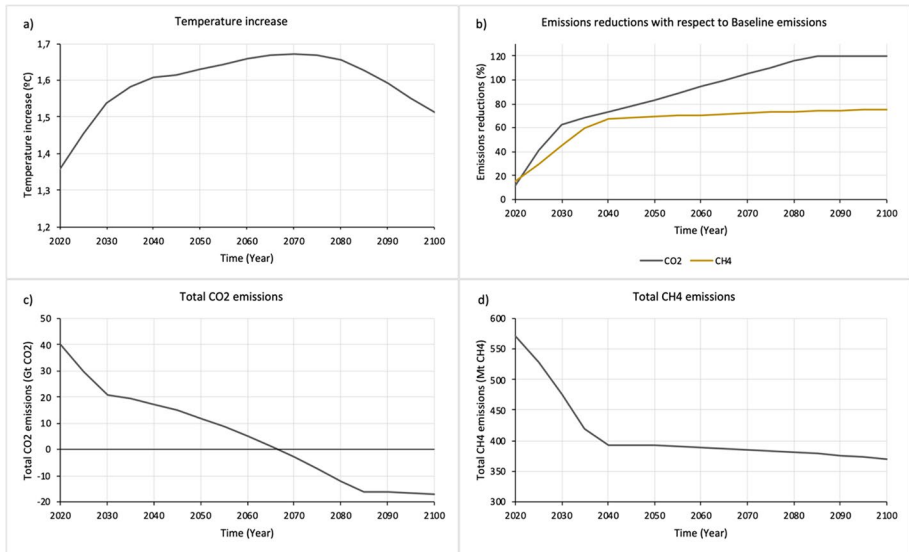 a)
Temperature increase
Temperature increase (ºC)
1,7
1,6
1,5
1,4
1,3
1,2
2020 2030 2040 2050 2060 2070 2080 2090 2100
Time (Year)
b)
Emissions reductions with respect to Baseline emissions
Emissions reductions (%)
120
100
80
60
40
20
0
2020 2030 2040 2050 2060 2070 2080 2090 2100
Time (Year)
CO2 CH4
c)
Total CO2 emissions
Total CO2 emissions (Gt CO2)
50
40
30
20
10
0
-10
-20
2020 2030 2040 2050 2060 2070 2080 2090 2100
Time (Year)
d)
Total CH4 emissions
Total CH4 emissions (Mt CH4)
600
550
500
450
400
350
300
2020 2030 2040 2050 2060 2070 2080 2090 2100
Time (Year)